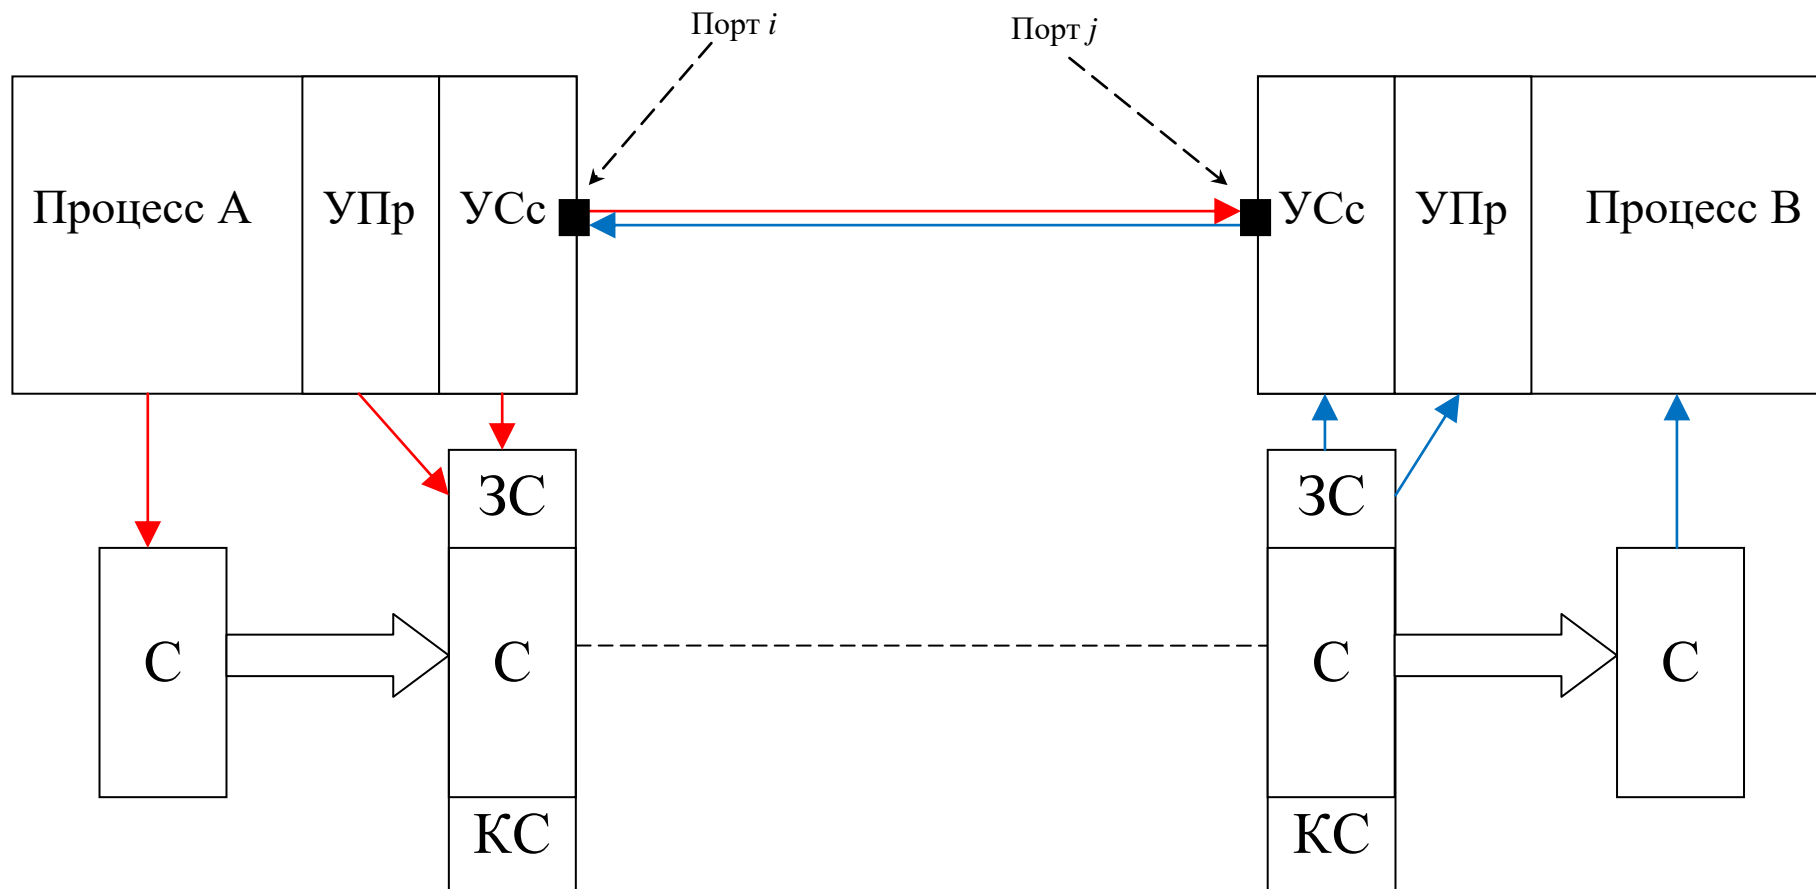 Порт i
Порт j
Процесс А
УПр
УСс
УСс
УПр
Процесс В
ЗС
ЗС
С
С
С
С
КС
КС